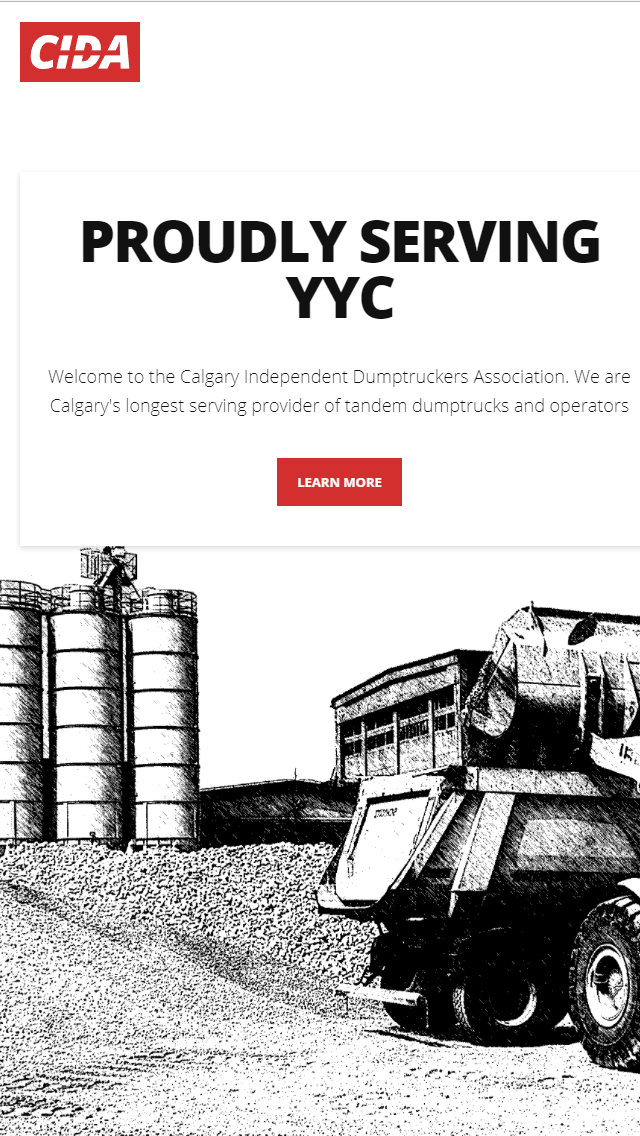 CIDA
PROUDLY SERVING
YYC
Welcome to the Calgary Independent Dumptruckers Association. We are
Calgary's longest serving provider of tandem dumptrucks and operators
LEARN MORE